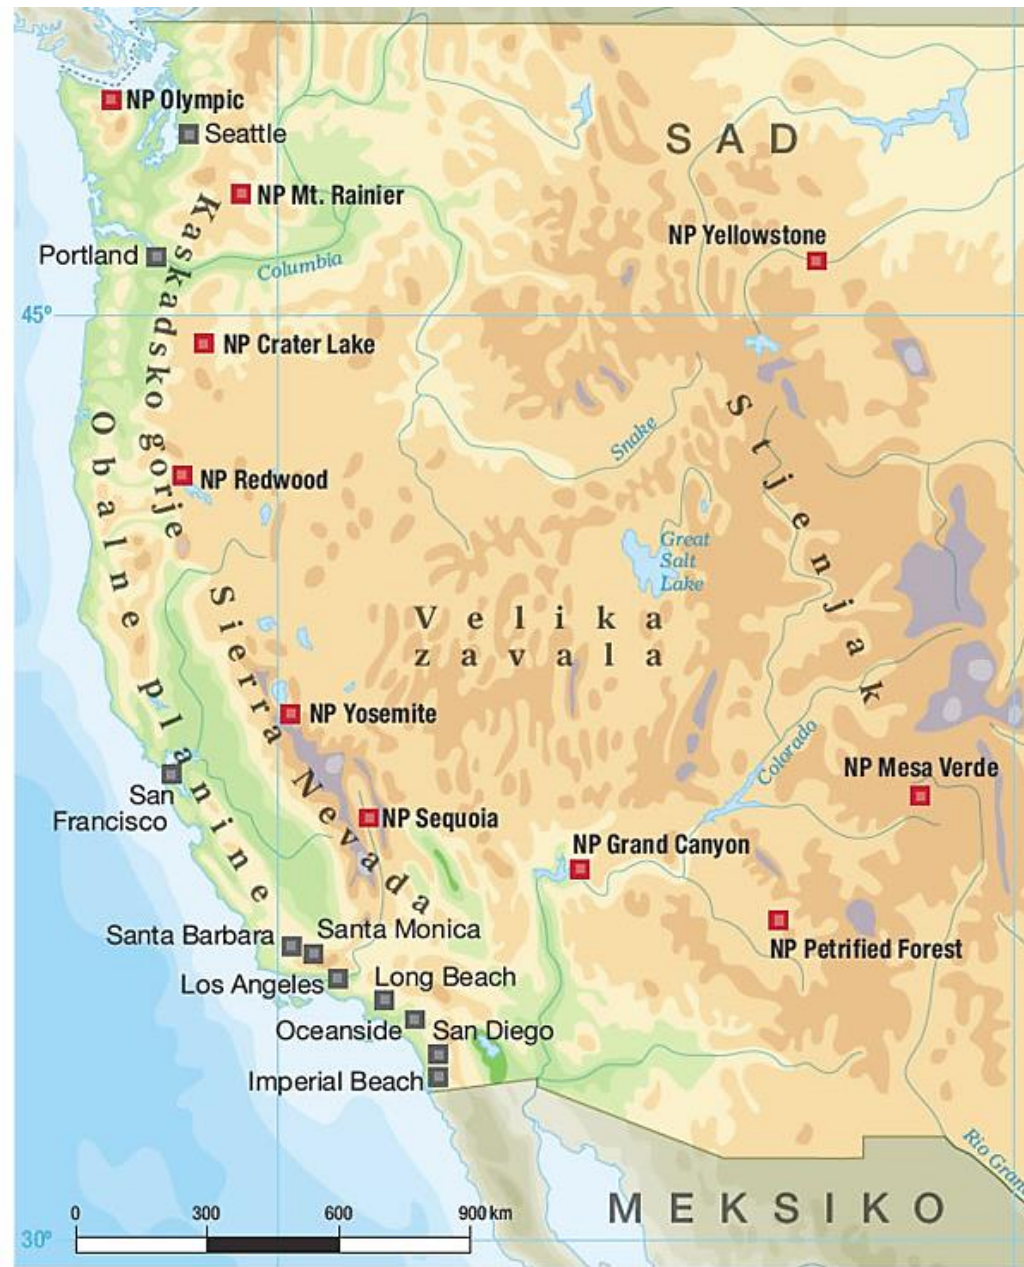 NP Olympic
Seattle
SAD
NP Mt. Rainier
NP Yellowstone
Portland
Columbia
45°
Kaskadsko gorje
NP Crater Lake
Stjenjak
Obalne planine
Snake
NP Redwood
Great
Salt
Lake
Sierra Nevada
Velika
zavala
NP Yosemite
Colorado
San
Francisco
NP Mesa Verde
NP Sequoia
NP Grand Canyon
Santa Barbara
Santa Monica
NP Petrified Forest
Los Angeles
Long Beach
Oceanside
San Diego
Imperial Beach
Rio Gran
MEKSIKO
0 300 600 900 km
30°